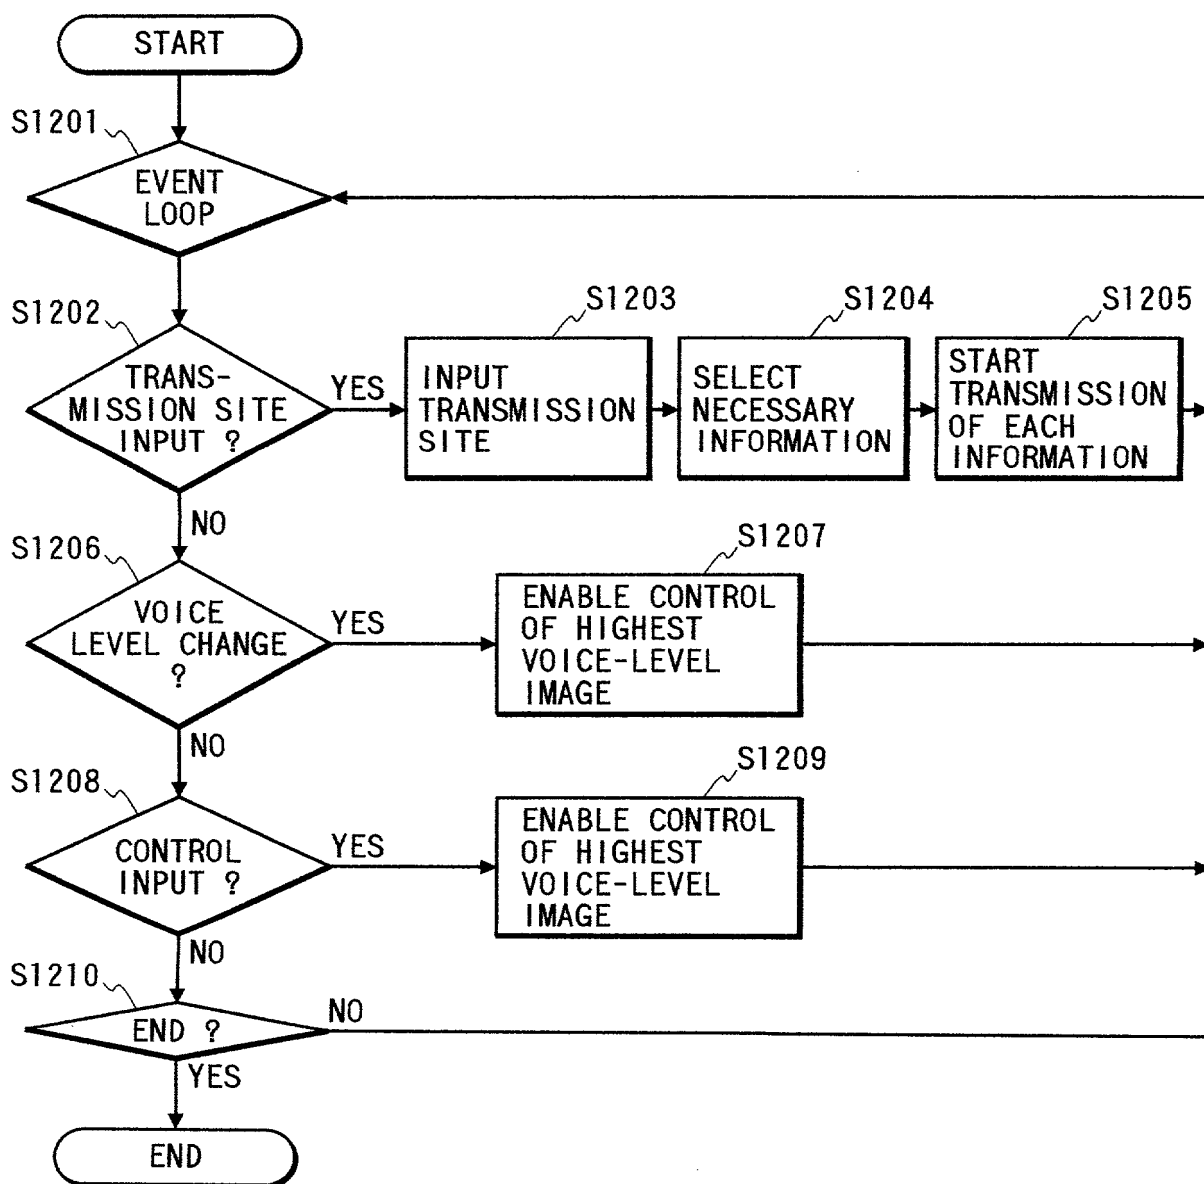 START
S1201
EVENT
LOOP
S1202
TRANS-
MISSION SITE
INPUT ?
YES
S1203
INPUT
TRANSMISSION
SITE
S1204
SELECT
NECESSARY
INFORMATION
S1205
START
TRANSMISSION
OF EACH
INFORMATION
NO
S1206
VOICE
LEVEL CHANGE
?
YES
S1207
ENABLE CONTROL
OF HIGHEST
VOICE-LEVEL
IMAGE
NO
S1208
CONTROL
INPUT ?
YES
S1209
ENABLE CONTROL
OF HIGHEST
VOICE-LEVEL
IMAGE
NO
S1210
END ?
NO
YES
END